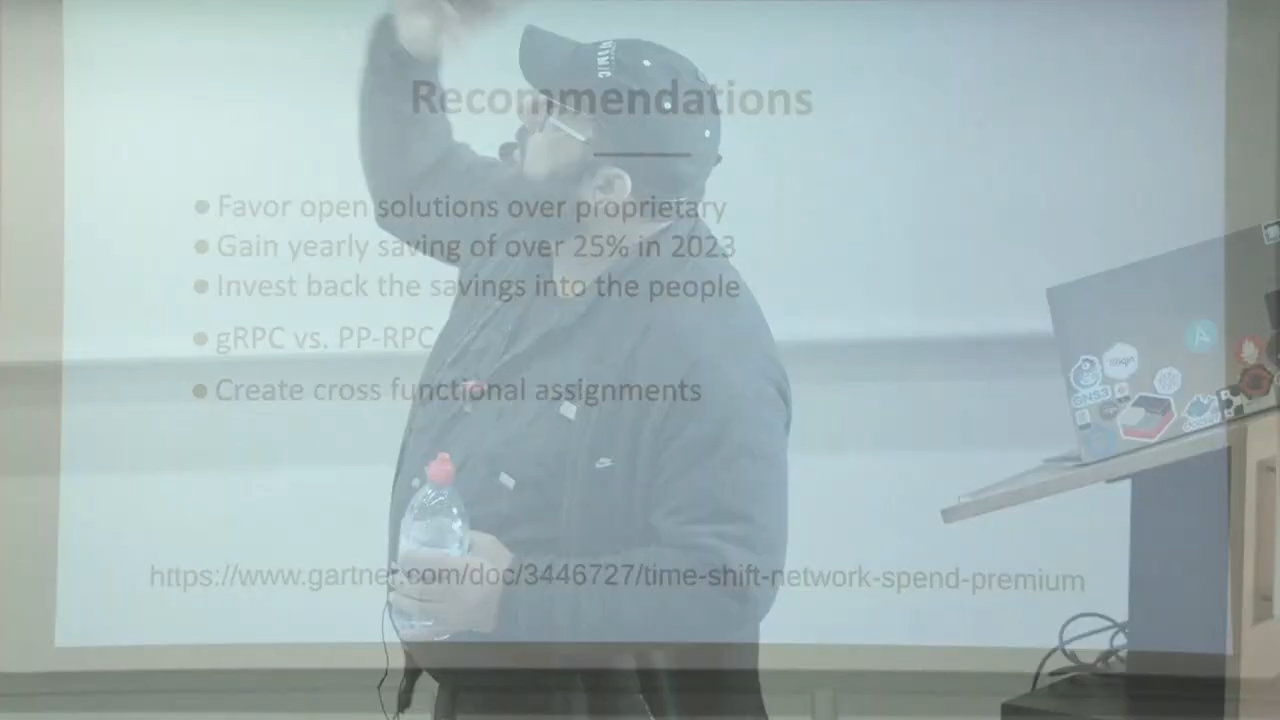 Recommendations
● Favor open solutions over proprietary
● Gain yearly saving of over 25% in 2023
● Invest back the savings into the people
● gRPC vs. PP-RPC
● Create cross functional assignments
https://www.gartner.com/doc/3446727/time-shift-network-spend-premium
GNS3